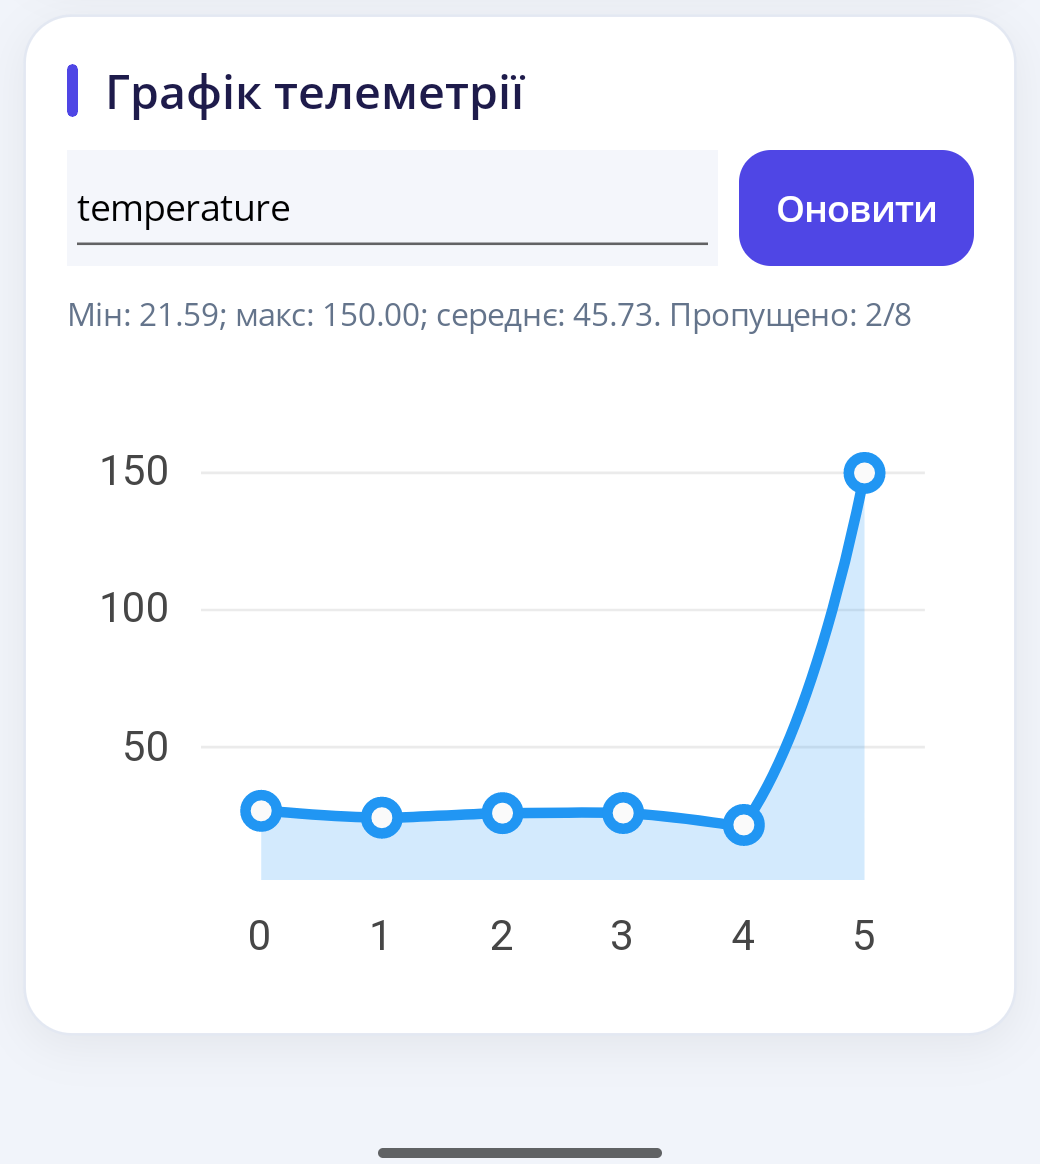 Графік телеметрії
temperature
Оновити
Мін: 21.59; макс: 150.00; середнє: 45.73. Пропущено: 2/8
150
100
50
0 1 2 3 4 5